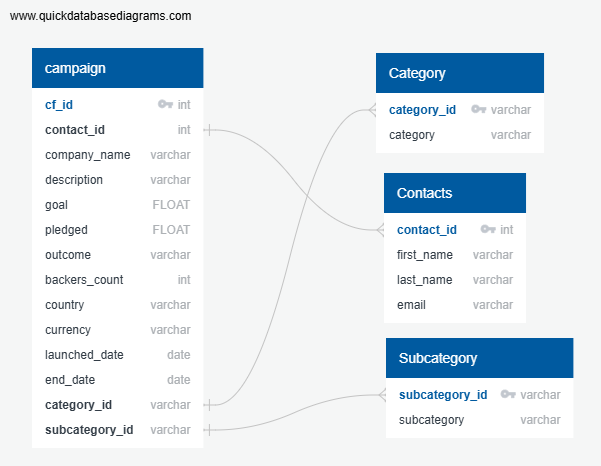 www.quickdatabasediagrams.com
campaign
cf_id int
contact_id int
company_name varchar
description varchar
goal FLOAT
pledged FLOAT
outcome varchar
backers_count int
country varchar
currency varchar
launched_date date
end_date date
category_id varchar
subcategory_id varchar
Category
category_id varchar
category varchar
Contacts
contact_id int
first_name varchar
last_name varchar
email varchar
Subcategory
subcategory_id varchar
subcategory varchar